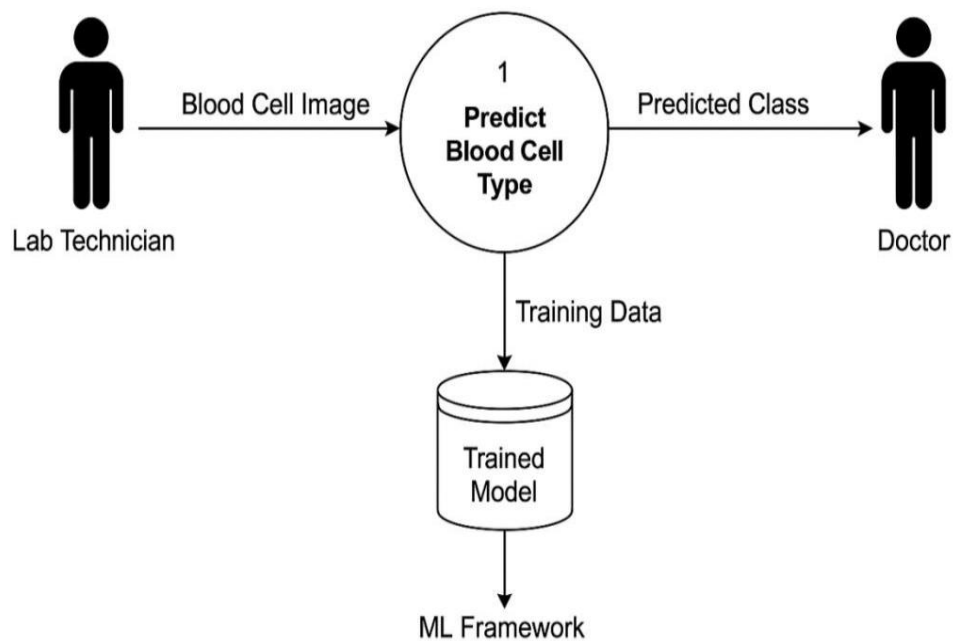 1
Predict
Blood Cell
Type
Blood Cell Image
Predicted Class
Lab Technician
Doctor
Training Data
Trained
Model
ML Framework